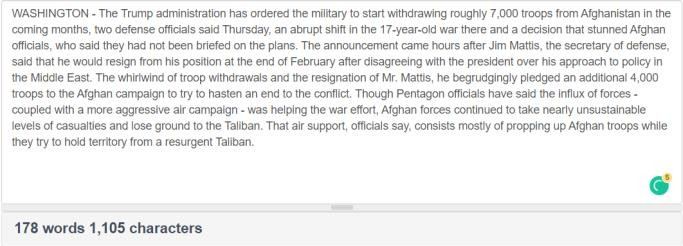 WASHINGTON - The Trump administration has ordered the military to start withdrawing roughly 7,000 troops from Afghanistan in the
coming months, two defense officials said Thursday, an abrupt shift in the 17-year-old war there and a decision that stunned Afghan
officials, who said they had not been briefed on the plans. The announcement came hours after Jim Mattis, the secretary of defense,
said that he would resign from his position at the end of February after disagreeing with the president over his approach to policy in
the Middle East. The whirlwind of troop withdrawals and the resignation of Mr. Mattis, he begrudgingly pledged an additional 4,000
troops to the Afghan campaign to try to hasten an end to the conflict. Though Pentagon officials have said the influx of forces -
coupled with a more aggressive air campaign - was helping the war effort, Afghan forces continued to take nearly unsustainable
levels of casualties and lose ground to the Taliban. That air support, officials say, consists mostly of propping up Afghan troops while
they try to hold territory from a resurgent Taliban.
5
178 words 1,105 characters